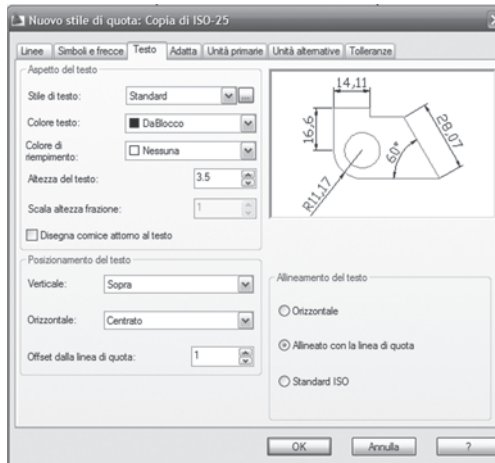 Nuovo stile di quota: Copia di ISO-25
Linee Simboli e frecce Testo Adatta Unità primarie Unità alternative Tolleranze
Aspetto del testo
Stile di testo: Standard ...
Colore testo: DaBlocco
Colore di riempimento: Nessuna
Altezza del testo: 3.5
Scala altezza frazione: 1
Disegna cornice attorno al testo
14,11
16,6
28,07
60°
R11,17
Posizionamento del testo
Verticale: Sopra
Orizzontale: Centrato
Offset dalla linea di quota: 1
Allineamento del testo
Orizzontale
Allineato con la linea di quota
Standard ISO
OK Annulla ?